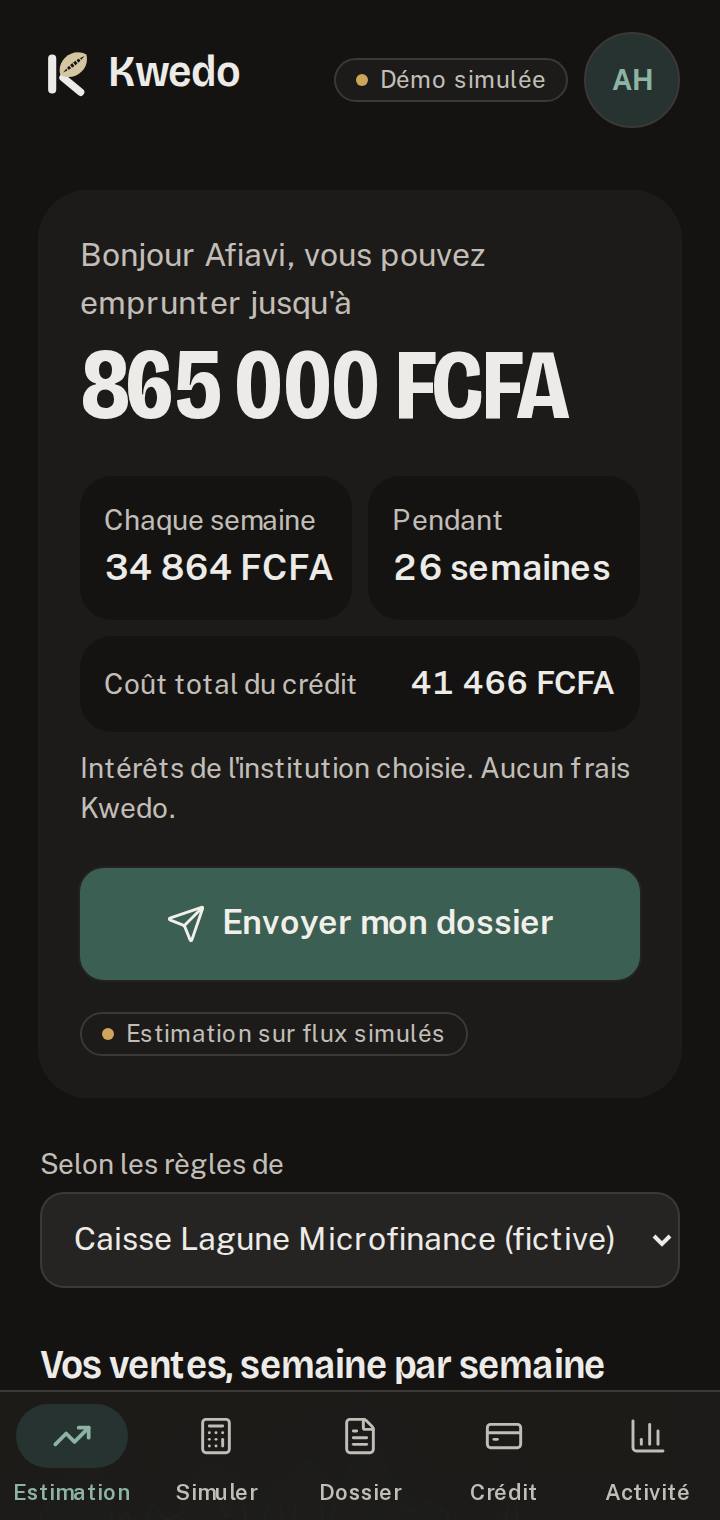 Kwedo
Démo simulée
AH
Bonjour Afiavi, vous pouvez
emprunter jusqu'à
865 000 FCFA
Chaque semaine
34 864 FCFA
Pendant
26 semaines
Coût total du crédit
41 466 FCFA
Intérêts de l'institution choisie. Aucun frais
Kwedo.
Envoyer mon dossier
Estimation sur flux simulés
Selon les règles de
Caisse Lagune Microfinance (fictive)
Vos ventes, semaine par semaine
Estimation
Simuler
Dossier
Crédit
Activité